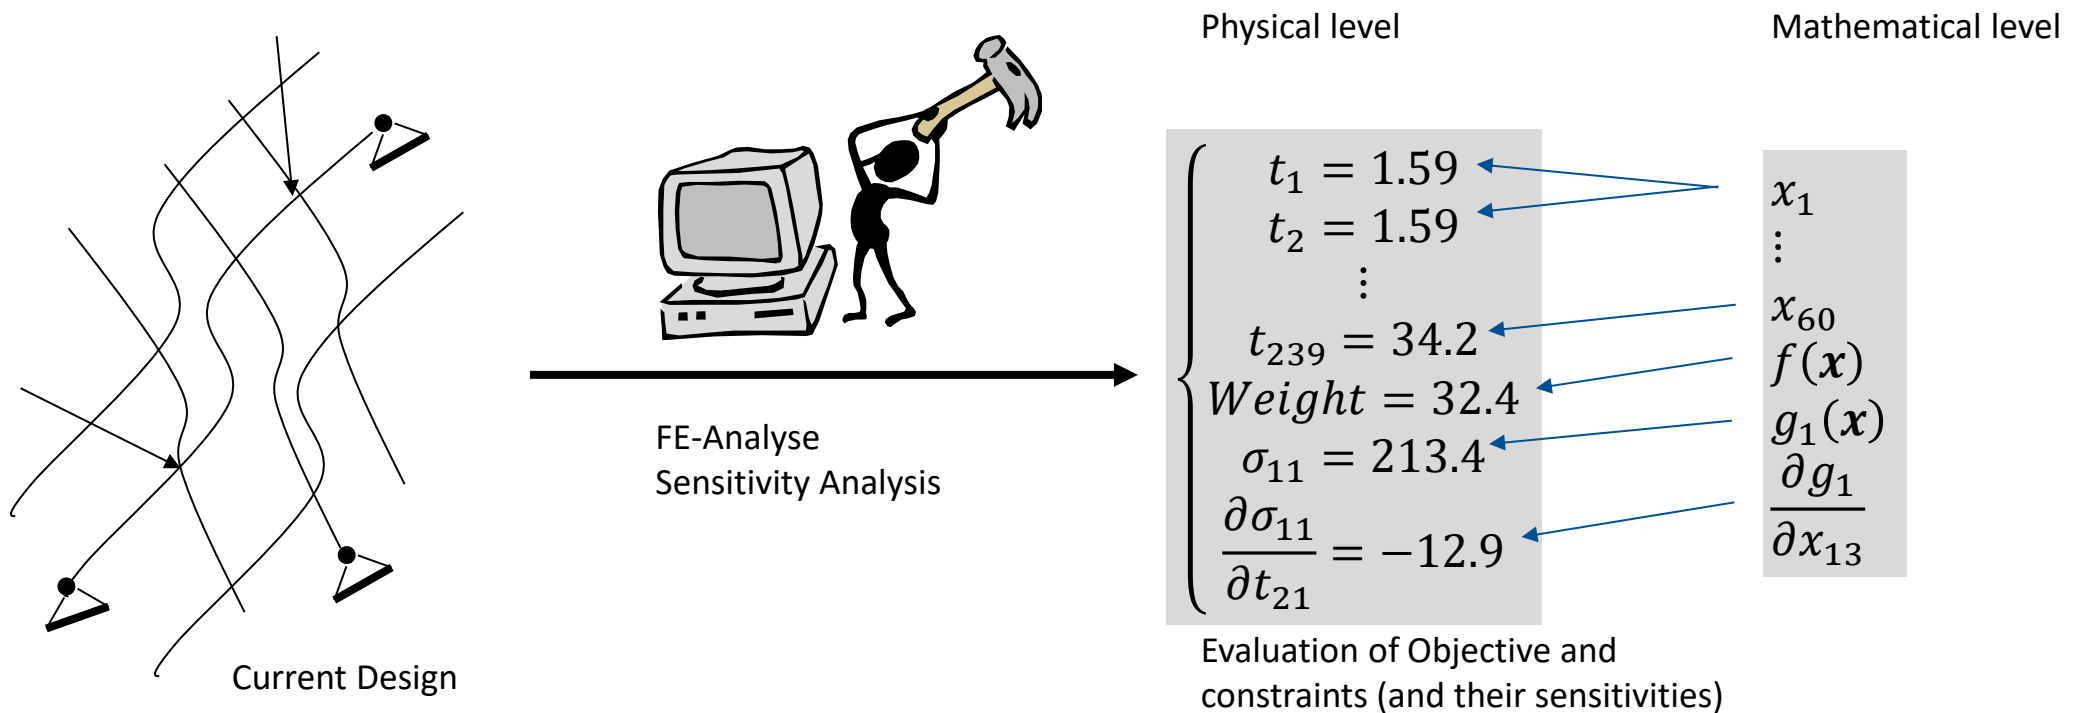 Physical level
Mathematical level
t₁ = 1.59
t₂ = 1.59
⋮
t₂₃₉ = 34.2
Weight = 32.4
σ₁₁ = 213.4
∂σ₁₁/∂t₂₁ = −12.9
x₁
⋮
x₆₀
f(𝒙)
g₁(𝒙)
∂g₁/∂x₁₃
FE-Analyse
Sensitivity Analysis
Current Design
Evaluation of Objective and
constraints (and their sensitivities)